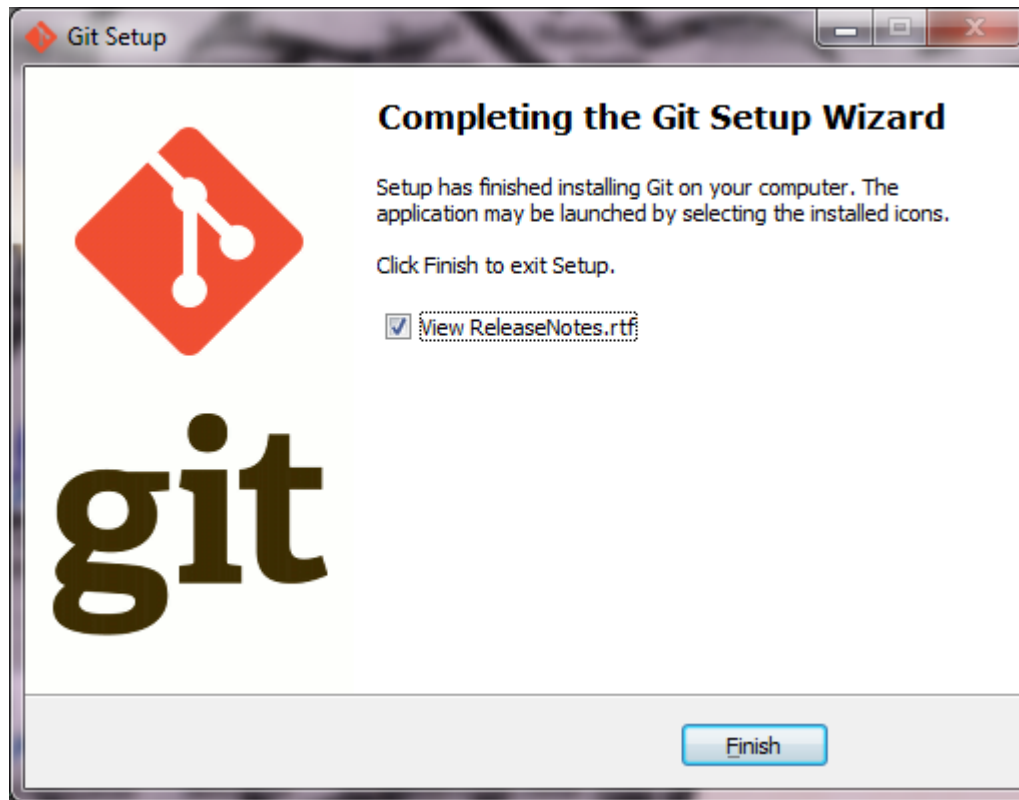 Git Setup
Completing the Git Setup Wizard
Setup has finished installing Git on your computer. The
application may be launched by selecting the installed icons.
Click Finish to exit Setup.
View ReleaseNotes.rtf
git
Finish